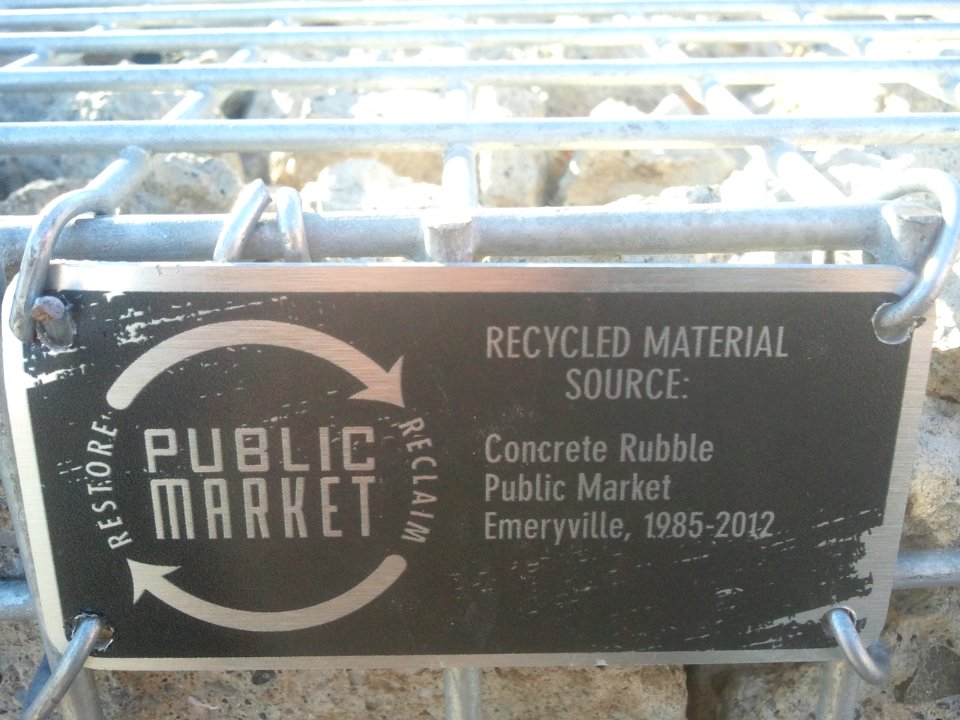 RESTORE
PUBLIC
MARKET
RECLAIM
RECYCLED MATERIAL
SOURCE:
Concrete Rubble
Public Market
Emeryville, 1985-2012